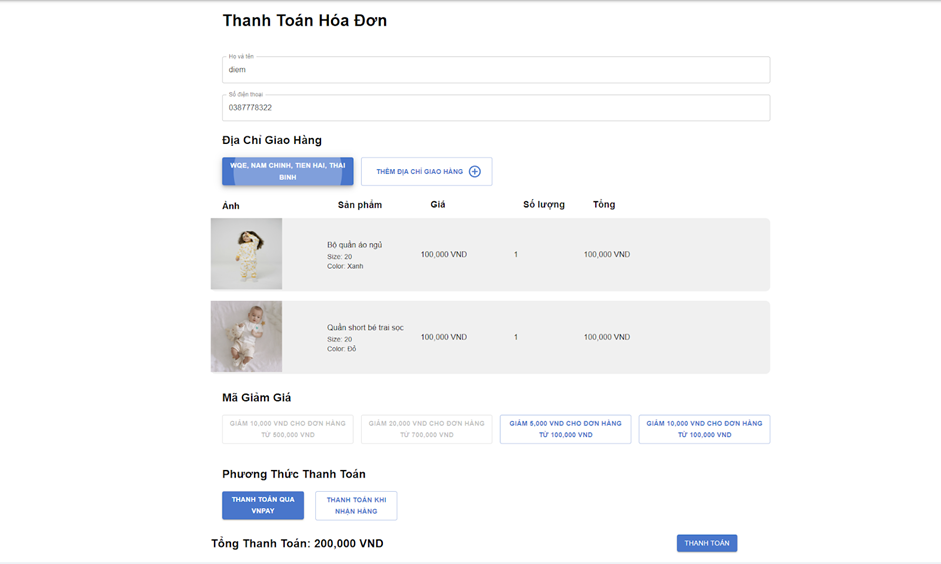 Thanh Toán Hóa Đơn
Họ và tên
diem
Số điện thoại
0387778322
Địa Chỉ Giao Hàng
WQE, NAM CHINH, TIEN HAI, THAI
BINH
THÊM ĐỊA CHỈ GIAO HÀNG
Ảnh Sản phẩm Giá Số lượng Tổng
Bộ quần áo ngủ
Size: 20
Color: Xanh
100,000 VND 1 100,000 VND
Quần short bé trai sọc
Size: 20
Color: Đỏ
100,000 VND 1 100,000 VND
Mã Giảm Giá
GIẢM 10,000 VND CHO ĐƠN HÀNG
TỪ 500,000 VND
GIẢM 20,000 VND CHO ĐƠN HÀNG
TỪ 700,000 VND
GIẢM 5,000 VND CHO ĐƠN HÀNG
TỪ 100,000 VND
GIẢM 10,000 VND CHO ĐƠN HÀNG
TỪ 100,000 VND
Phương Thức Thanh Toán
THANH TOÁN QUA
VNPAY
THANH TOÁN KHI
NHẬN HÀNG
Tổng Thanh Toán: 200,000 VND
THANH TOÁN